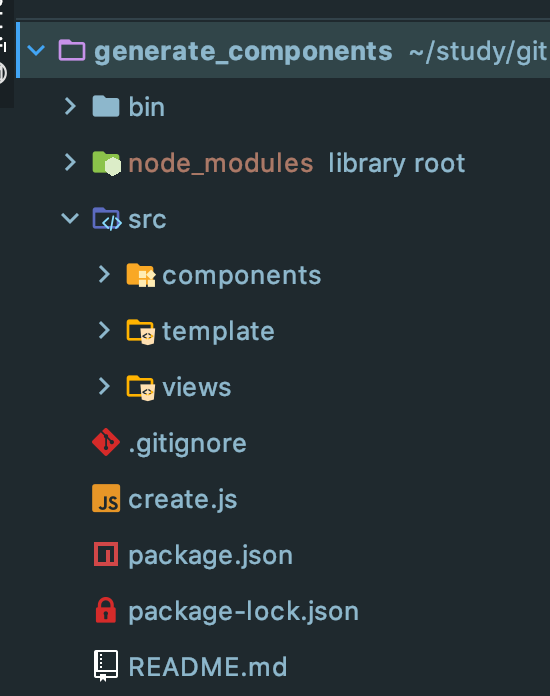 generate_components ~/study/git
bin
node_modules library root
src
components
template
views
.gitignore
JS create.js
package.json
package-lock.json
README.md